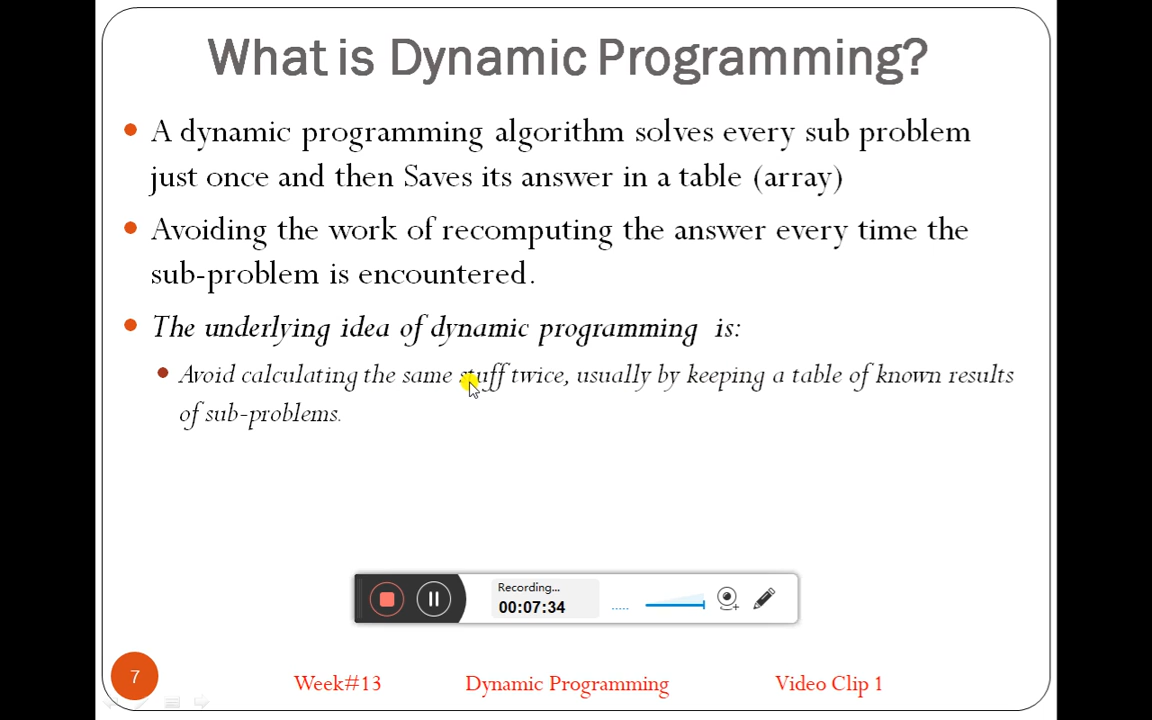 What is Dynamic Programming?
A dynamic programming algorithm solves every sub problem
just once and then Saves its answer in a table (array)
Avoiding the work of recomputing the answer every time the
sub-problem is encountered.
The underlying idea of dynamic programming is:
Avoid calculating the same stuff twice, usually by keeping a table of known results
of sub-problems.
Recording...
00:07:34
7
Week#13 Dynamic Programming Video Clip 1